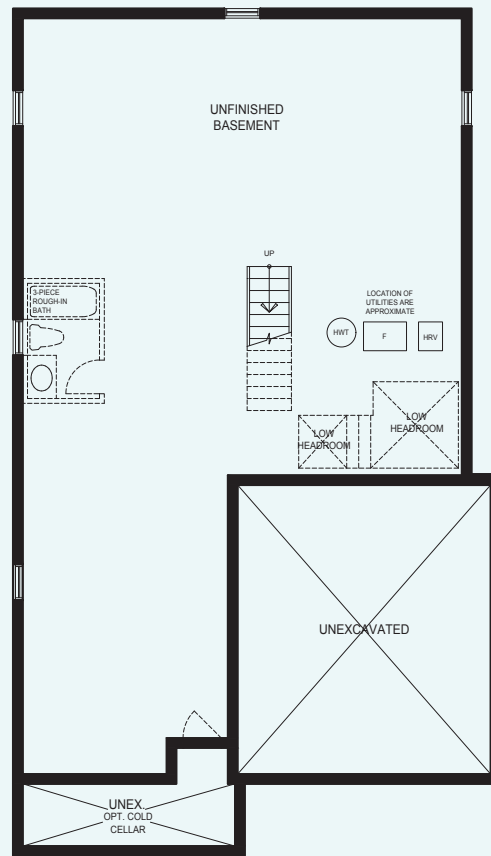 UNFINISHED
BASEMENT
UP
3-PIECE
ROUGH-IN
BATH
LOCATION OF
UTILITIES ARE
APPROXIMATE
HWT
F
HRV
LOW
HEADROOM
LOW
HEADROOM
UNEXCAVATED
UNEX.
OPT. COLD
CELLAR